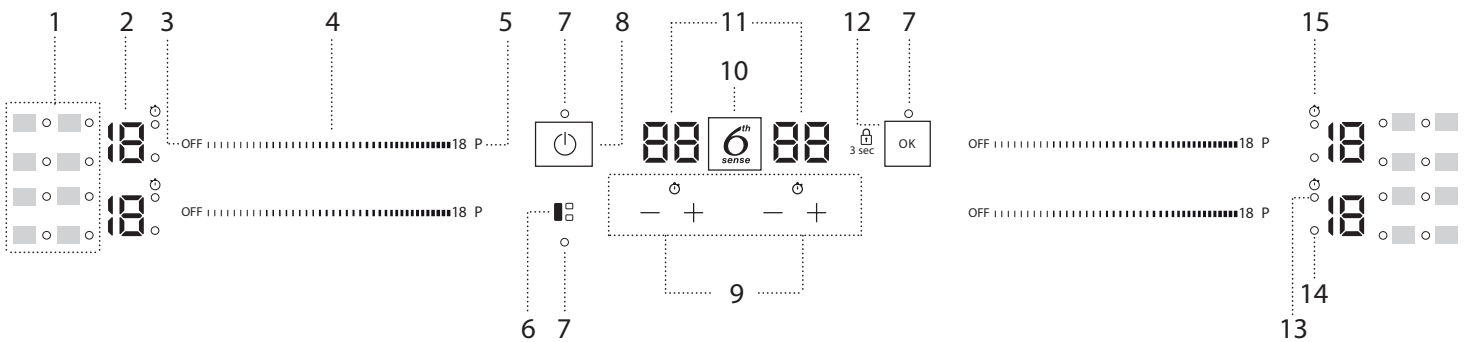 1 2 3 4 5 7 8 11 12 7 15
10
18 OFF 18 P 88 6th sense 88 3 sec OK OFF 18 P 18
18 OFF 18 P − + − + OFF 18 P 18
9
14
6 7 13